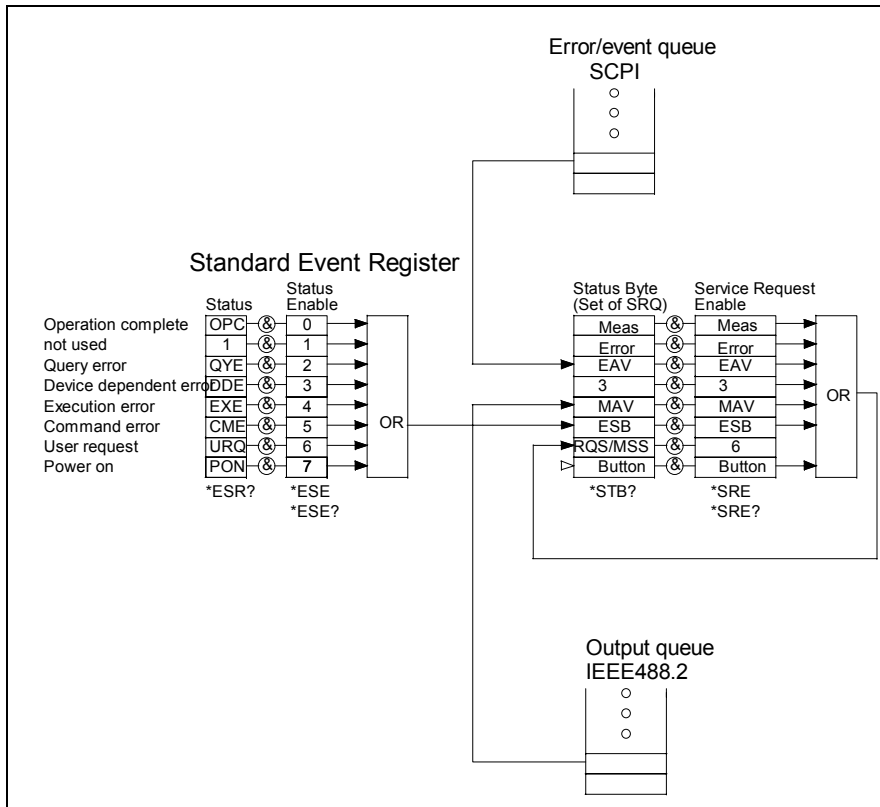 Error/event queue
SCPI
Standard Event Register
Status
Status
Enable
Operation complete OPC & 0
not used 1 & 1
Query error QYE & 2
Device dependent error DDE & 3
Execution error EXE & 4
Command error CME & 5
User request URQ & 6
Power on PON & 7
*ESR? *ESE
*ESE?
OR
Status Byte
(Set of SRQ)
Service Request
Enable
Meas & Meas
Error & Error
EAV & EAV
3 & 3
MAV & MAV
ESB & ESB
RQS/MSS & 6
Button & Button
*STB? *SRE
*SRE?
OR
Output queue
IEEE488.2